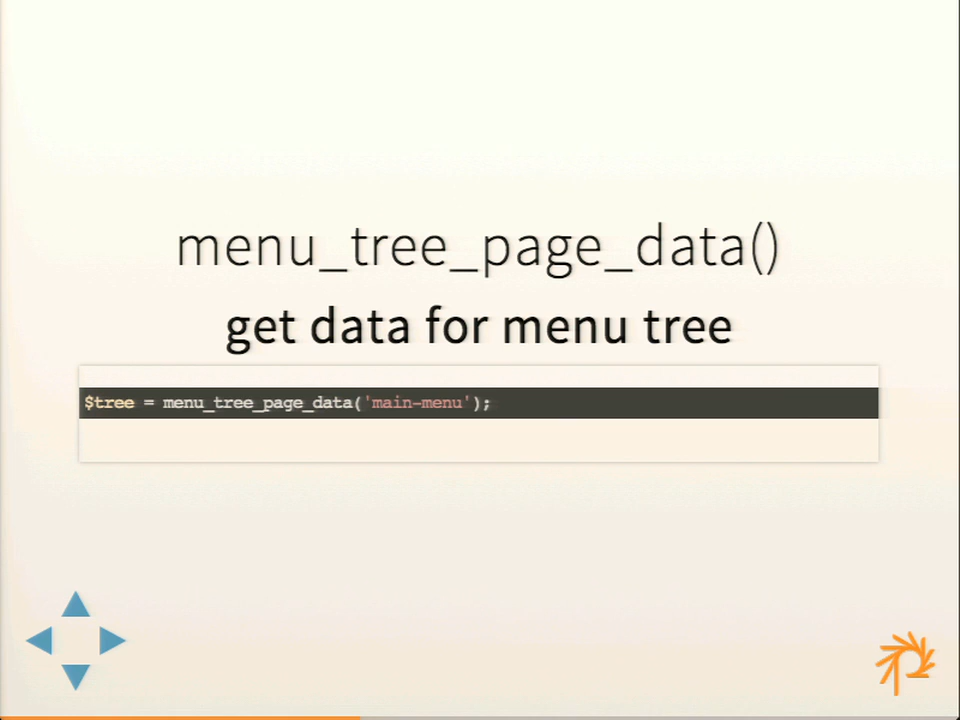 menu_tree_page_data()
get data for menu tree
$tree = menu_tree_page_data('main-menu');